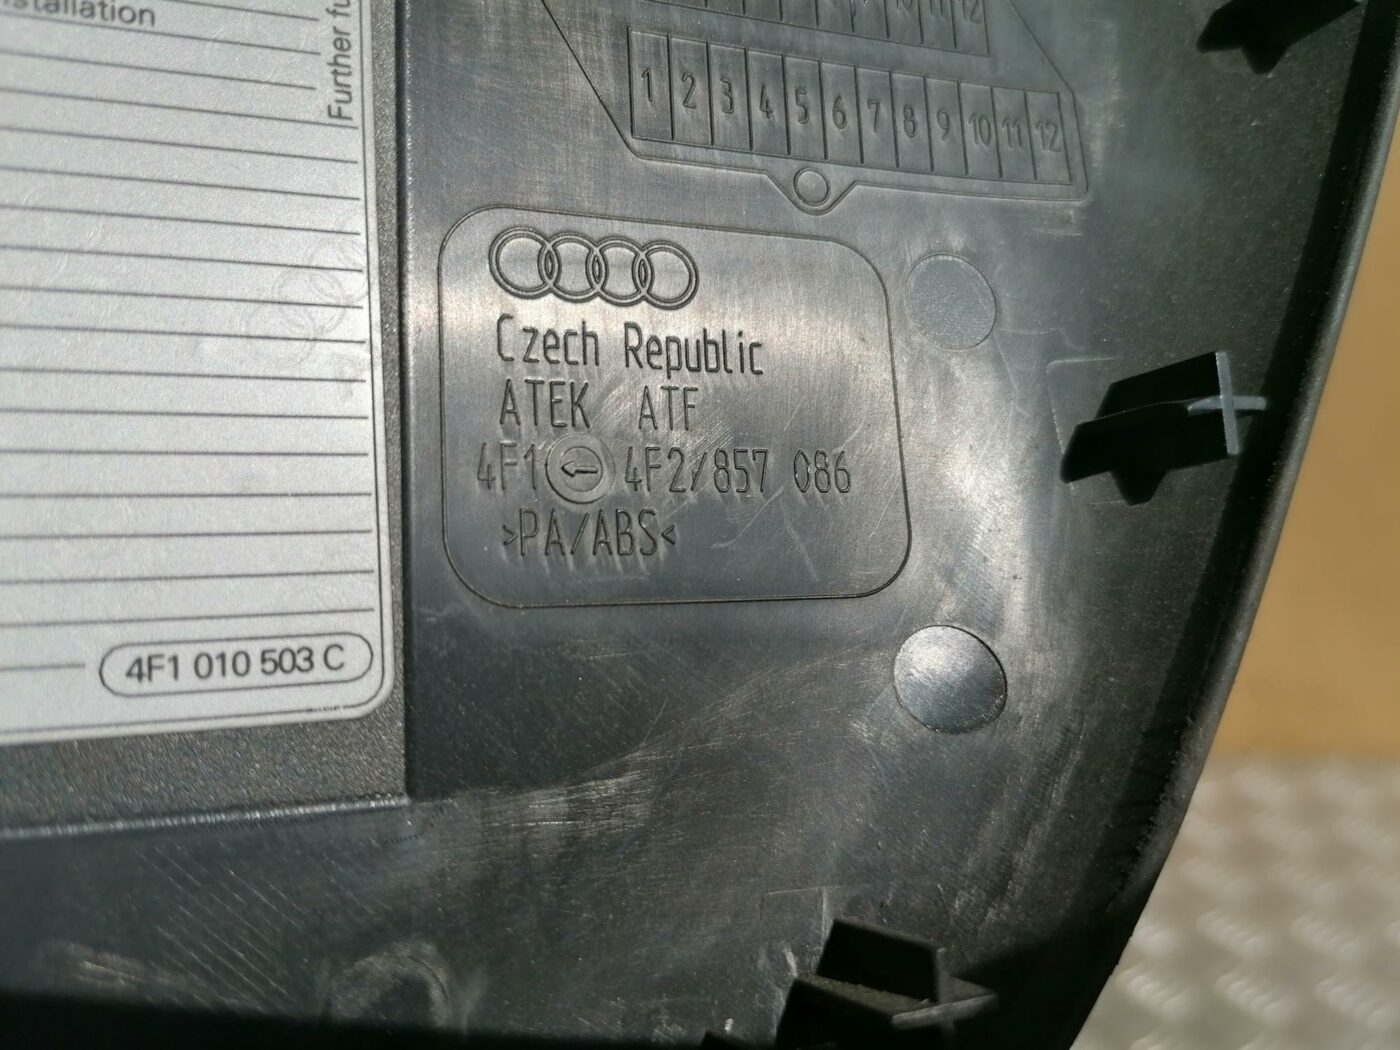 Installation
Further fu
4F1 010 503 C
1 2 3 4 5 6 7 8 9 10 11 12
Czech Republic
ATEK ATF
4F1 4F2/857 086
>PA/ABS<